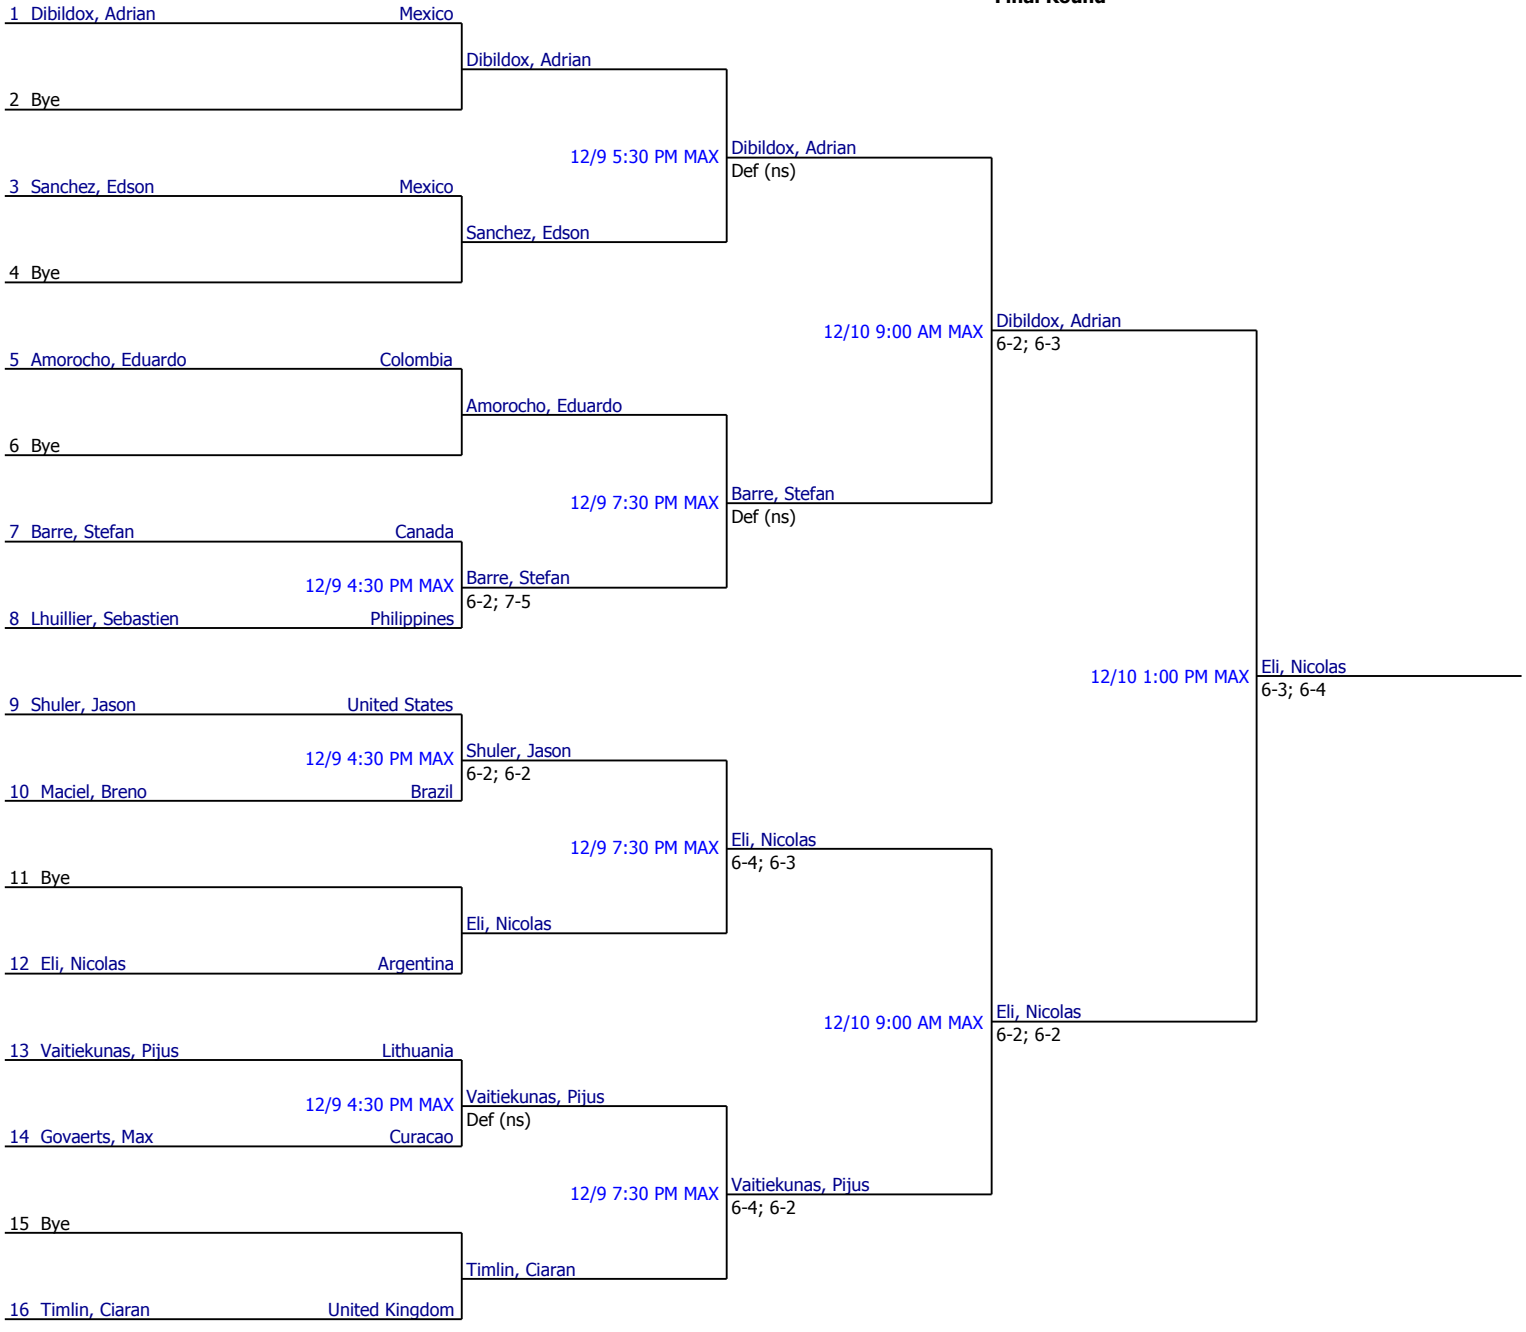 Final Round
1 Dibildox, Adrian Mexico
Dibildox, Adrian
2 Bye
12/9 5:30 PM MAX Dibildox, Adrian
Def (ns)
3 Sanchez, Edson Mexico
Sanchez, Edson
4 Bye
12/10 9:00 AM MAX Dibildox, Adrian
6-2; 6-3
5 Amorocho, Eduardo Colombia
Amorocho, Eduardo
6 Bye
12/9 7:30 PM MAX Barre, Stefan
Def (ns)
7 Barre, Stefan Canada
12/9 4:30 PM MAX Barre, Stefan
6-2; 7-5
8 Lhuillier, Sebastien Philippines
12/10 1:00 PM MAX Eli, Nicolas
6-3; 6-4
9 Shuler, Jason United States
12/9 4:30 PM MAX Shuler, Jason
6-2; 6-2
10 Maciel, Breno Brazil
12/9 7:30 PM MAX Eli, Nicolas
6-4; 6-3
11 Bye
Eli, Nicolas
12 Eli, Nicolas Argentina
12/10 9:00 AM MAX Eli, Nicolas
6-2; 6-2
13 Vaitiekunas, Pijus Lithuania
12/9 4:30 PM MAX Vaitiekunas, Pijus
Def (ns)
14 Govaerts, Max Curacao
12/9 7:30 PM MAX Vaitiekunas, Pijus
6-4; 6-2
15 Bye
Timlin, Ciaran
16 Timlin, Ciaran United Kingdom